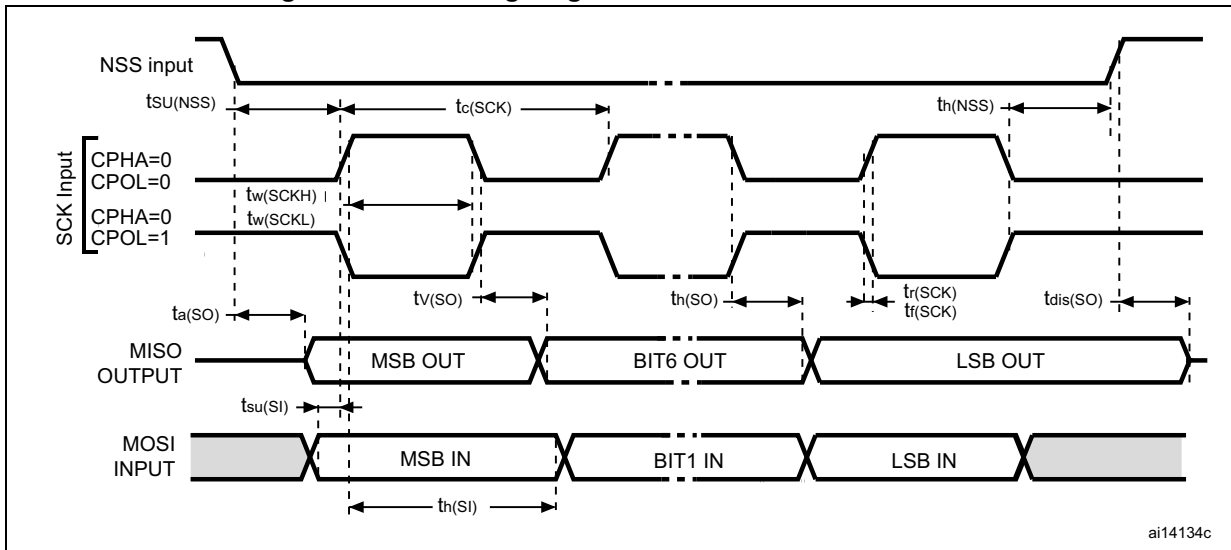 NSS input
tSU(NSS)
tc(SCK)
th(NSS)
SCK Input
CPHA=0
CPOL=0
tw(SCKH)
CPHA=0
tw(SCKL)
CPOL=1
tV(SO)
th(SO)
tr(SCK)
tf(SCK)
tdis(SO)
ta(SO)
MISO
OUTPUT
MSB OUT
BIT6 OUT
LSB OUT
tsu(SI)
MOSI
INPUT
MSB IN
BIT1 IN
LSB IN
th(SI)
ai14134c